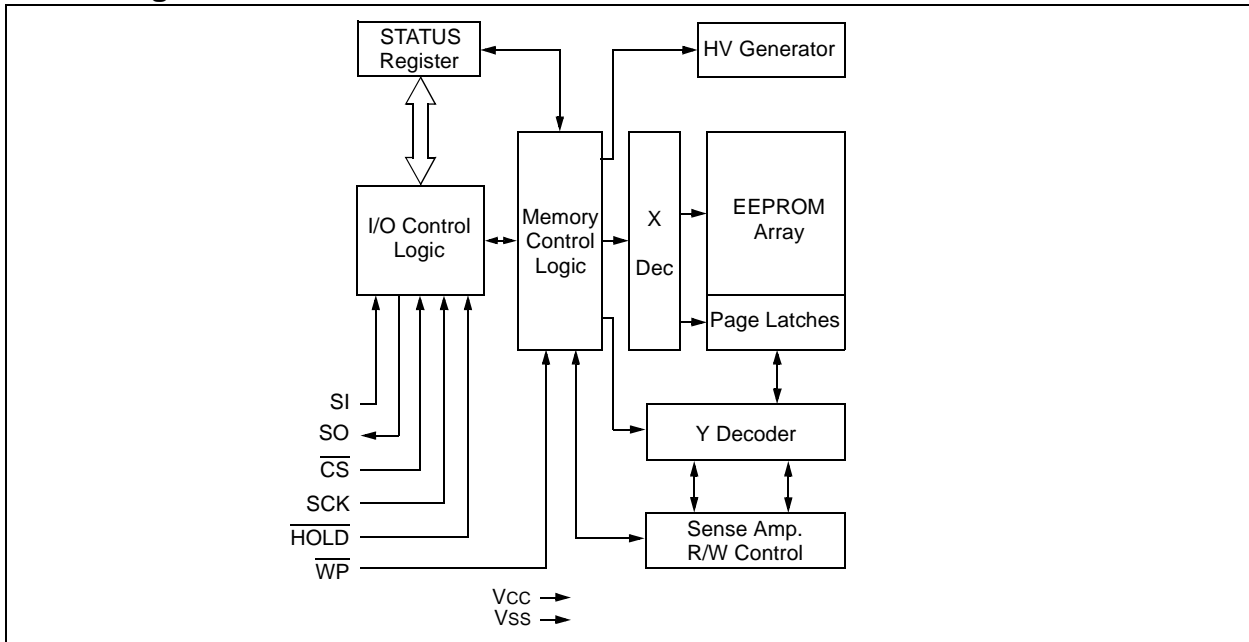 STATUS
Register
HV Generator
I/O Control
Logic
Memory
Control
Logic
X
Dec
EEPROM
Array
Page Latches
Y Decoder
Sense Amp.
R/W Control
SI
SO
CS
SCK
HOLD
WP
VCC
VSS